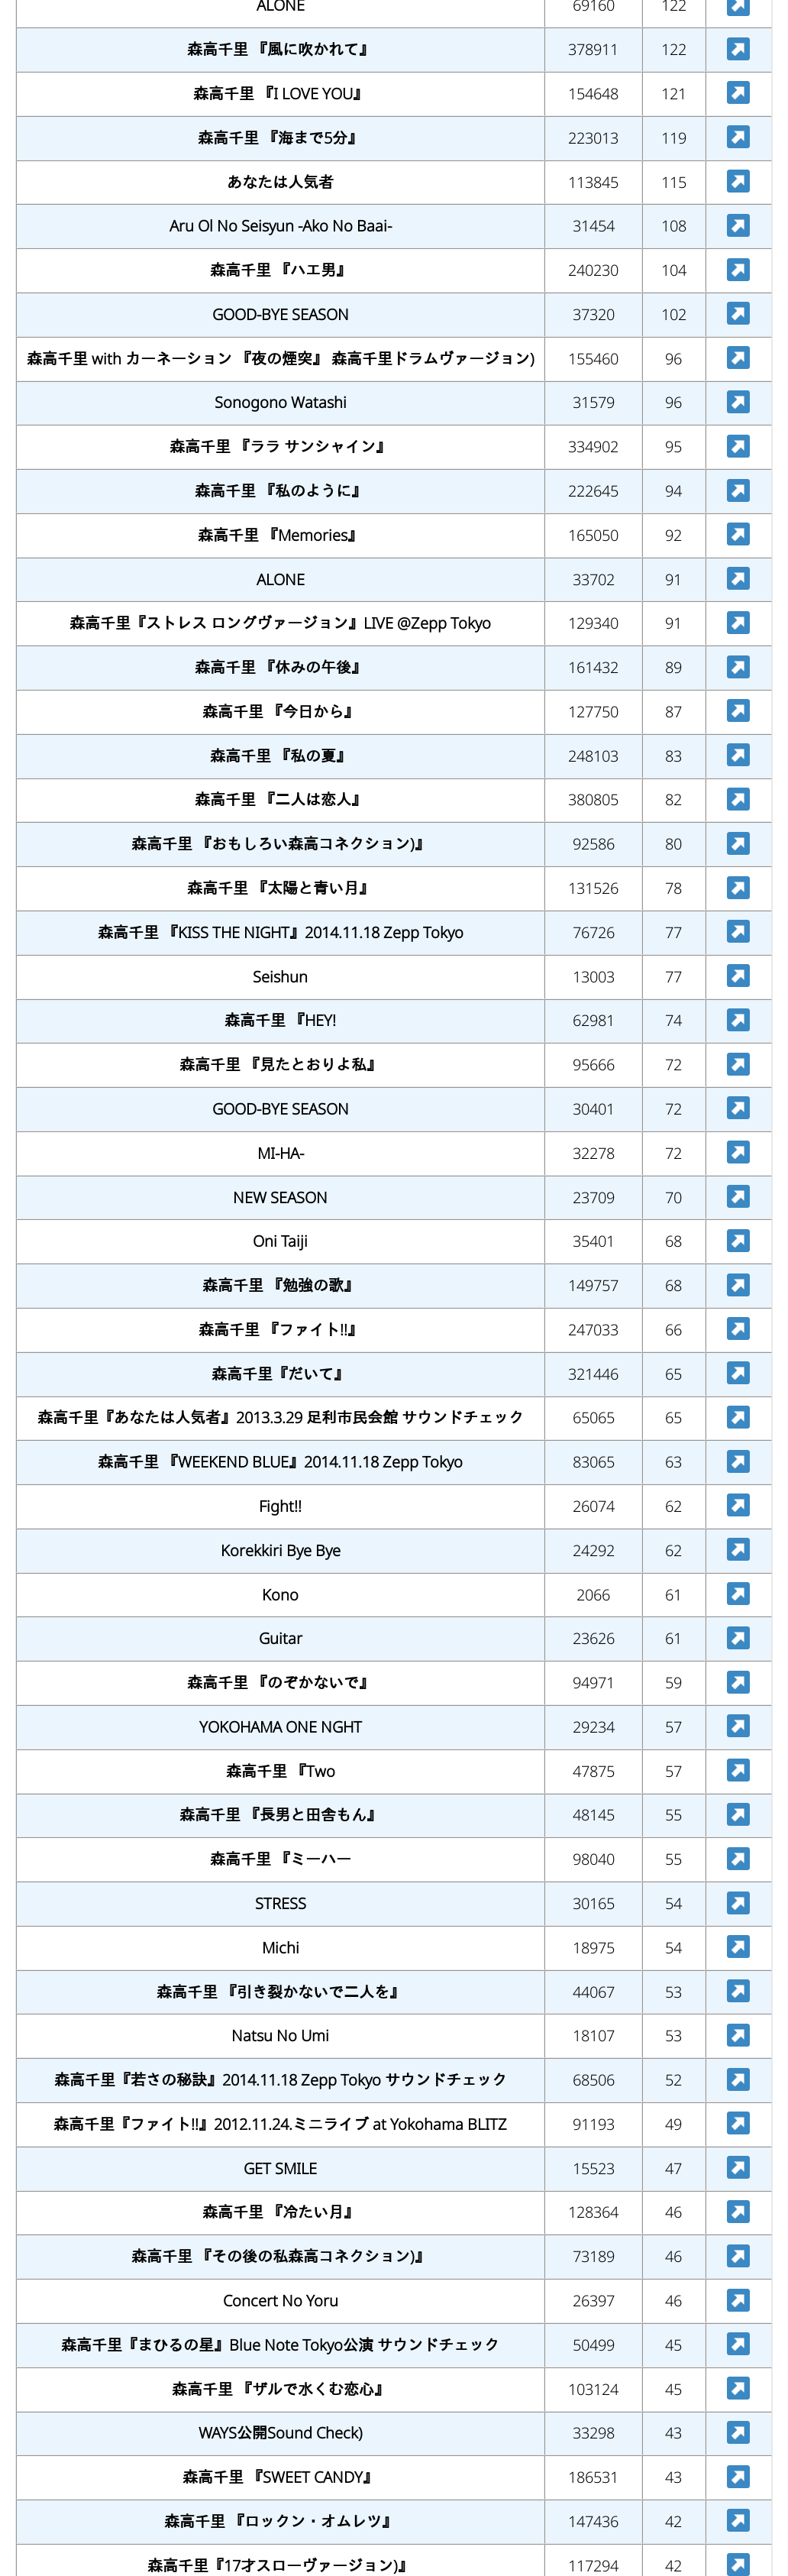 ALONE 69160 122
森高千里 『風に吹かれて』 378911 122
森高千里 『I LOVE YOU』 154648 121
森高千里 『海まで5分』 223013 119
あなたは人気者 113845 115
Aru Ol No Seisyun -Ako No Baai- 31454 108
森高千里 『ハエ男』 240230 104
GOOD-BYE SEASON 37320 102
森高千里 with カーネーション 『夜の煙突』 森高千里ドラムヴァージョン) 155460 96
Sonogono Watashi 31579 96
森高千里 『ララ サンシャイン』 334902 95
森高千里 『私のように』 222645 94
森高千里 『Memories』 165050 92
ALONE 33702 91
森高千里『ストレス ロングヴァージョン』LIVE @Zepp Tokyo 129340 91
森高千里 『休みの午後』 161432 89
森高千里 『今日から』 127750 87
森高千里 『私の夏』 248103 83
森高千里 『二人は恋人』 380805 82
森高千里 『おもしろい森高コネクション)』 92586 80
森高千里 『太陽と青い月』 131526 78
森高千里 『KISS THE NIGHT』2014.11.18 Zepp Tokyo 76726 77
Seishun 13003 77
森高千里 『HEY! 62981 74
森高千里 『見たとおりよ私』 95666 72
GOOD-BYE SEASON 30401 72
MI-HA- 32278 72
NEW SEASON 23709 70
Oni Taiji 35401 68
森高千里 『勉強の歌』 149757 68
森高千里 『ファイト!!』 247033 66
森高千里『だいて』 321446 65
森高千里『あなたは人気者』2013.3.29 足利市民会館 サウンドチェック 65065 65
森高千里 『WEEKEND BLUE』2014.11.18 Zepp Tokyo 83065 63
Fight!! 26074 62
Korekkiri Bye Bye 24292 62
Kono 2066 61
Guitar 23626 61
森高千里 『のぞかないで』 94971 59
YOKOHAMA ONE NGHT 29234 57
森高千里 『Two 47875 57
森高千里 『長男と田舎もん』 48145 55
森高千里 『ミーハー 98040 55
STRESS 30165 54
Michi 18975 54
森高千里 『引き裂かないで二人を』 44067 53
Natsu No Umi 18107 53
森高千里『若さの秘訣』2014.11.18 Zepp Tokyo サウンドチェック 68506 52
森高千里『ファイト!!』2012.11.24.ミニライブ at Yokohama BLITZ 91193 49
GET SMILE 15523 47
森高千里 『冷たい月』 128364 46
森高千里 『その後の私森高コネクション)』 73189 46
Concert No Yoru 26397 46
森高千里『まひるの星』Blue Note Tokyo公演 サウンドチェック 50499 45
森高千里 『ザルで水くむ恋心』 103124 45
WAYS公開Sound Check) 33298 43
森高千里 『SWEET CANDY』 186531 43
森高千里 『ロックン・オムレツ』 147436 42
森高千里『17才スローヴァージョン)』 117294 42